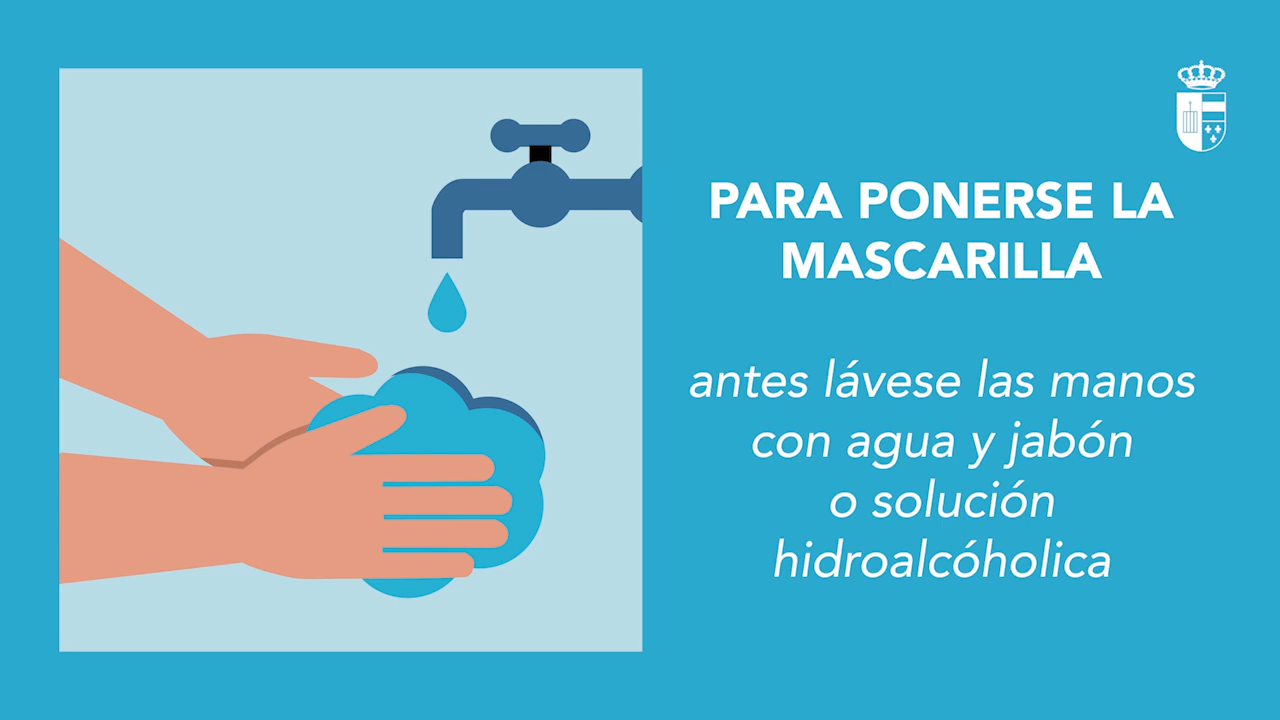 PARA PONERSE LA
MASCARILLA
antes lávese las manos
con agua y jabón
o solución
hidroalcóholica